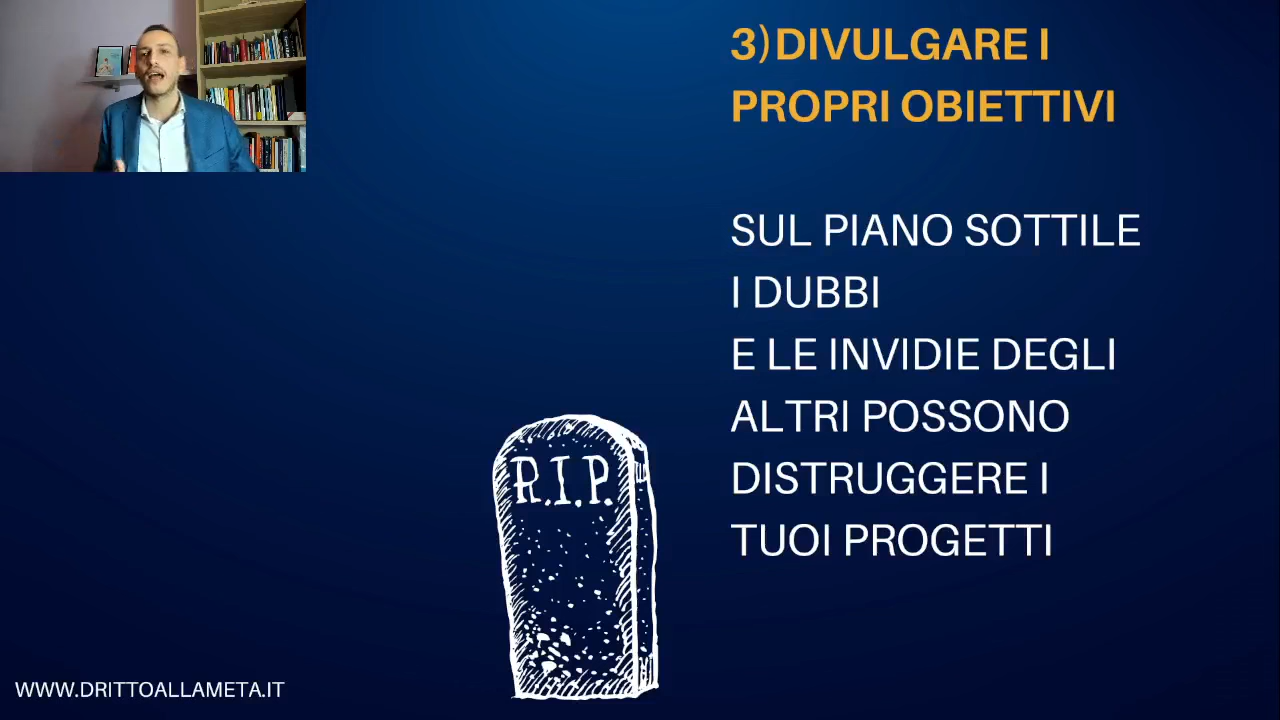 3)DIVULGARE I
PROPRI OBIETTIVI
SUL PIANO SOTTILE
I DUBBI
E LE INVIDIE DEGLI
ALTRI POSSONO
DISTRUGGERE I
TUOI PROGETTI
R.I.P.
WWW.DRITTOALLAMETA.IT